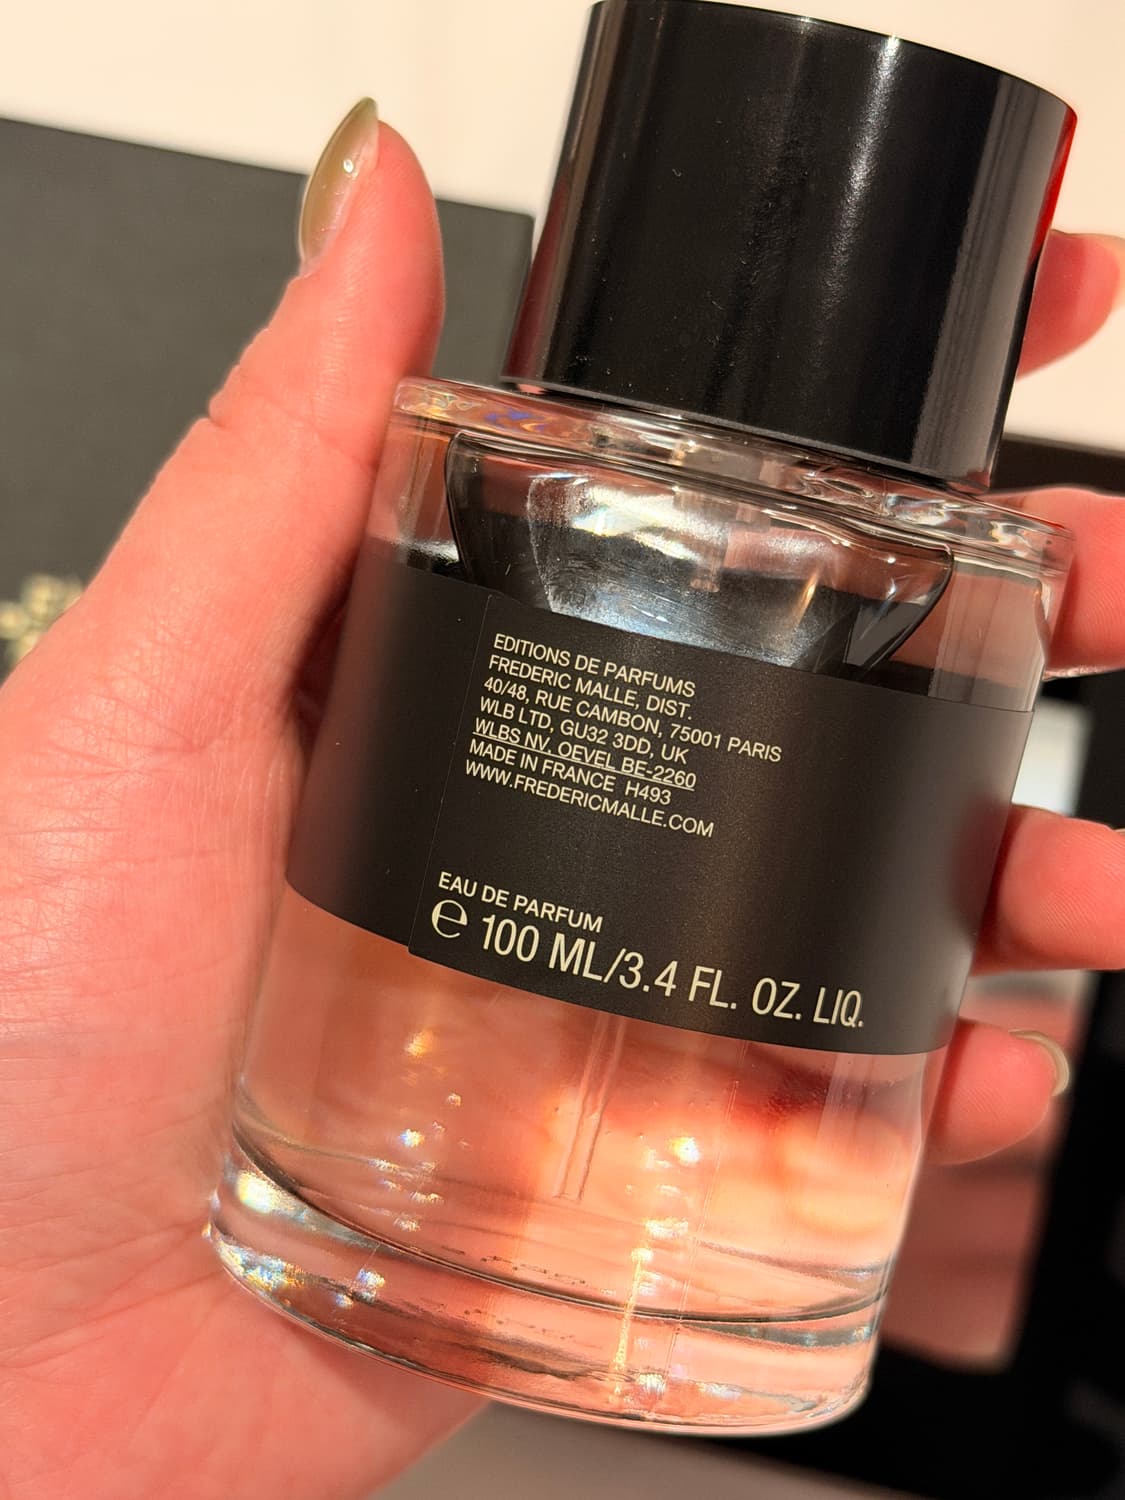 EDITIONS DE PARFUMS
FREDERIC MALLE, DIST.
40/48, RUE CAMBON, 75001 PARIS
WLB LTD, GU32 3DD, UK
WLBS NV, OEVEL BE-2260
MADE IN FRANCE H493
WWW.FREDERICMALLE.COM
EAU DE PARFUM
℮ 100 ML/3.4 FL. OZ. LIQ.